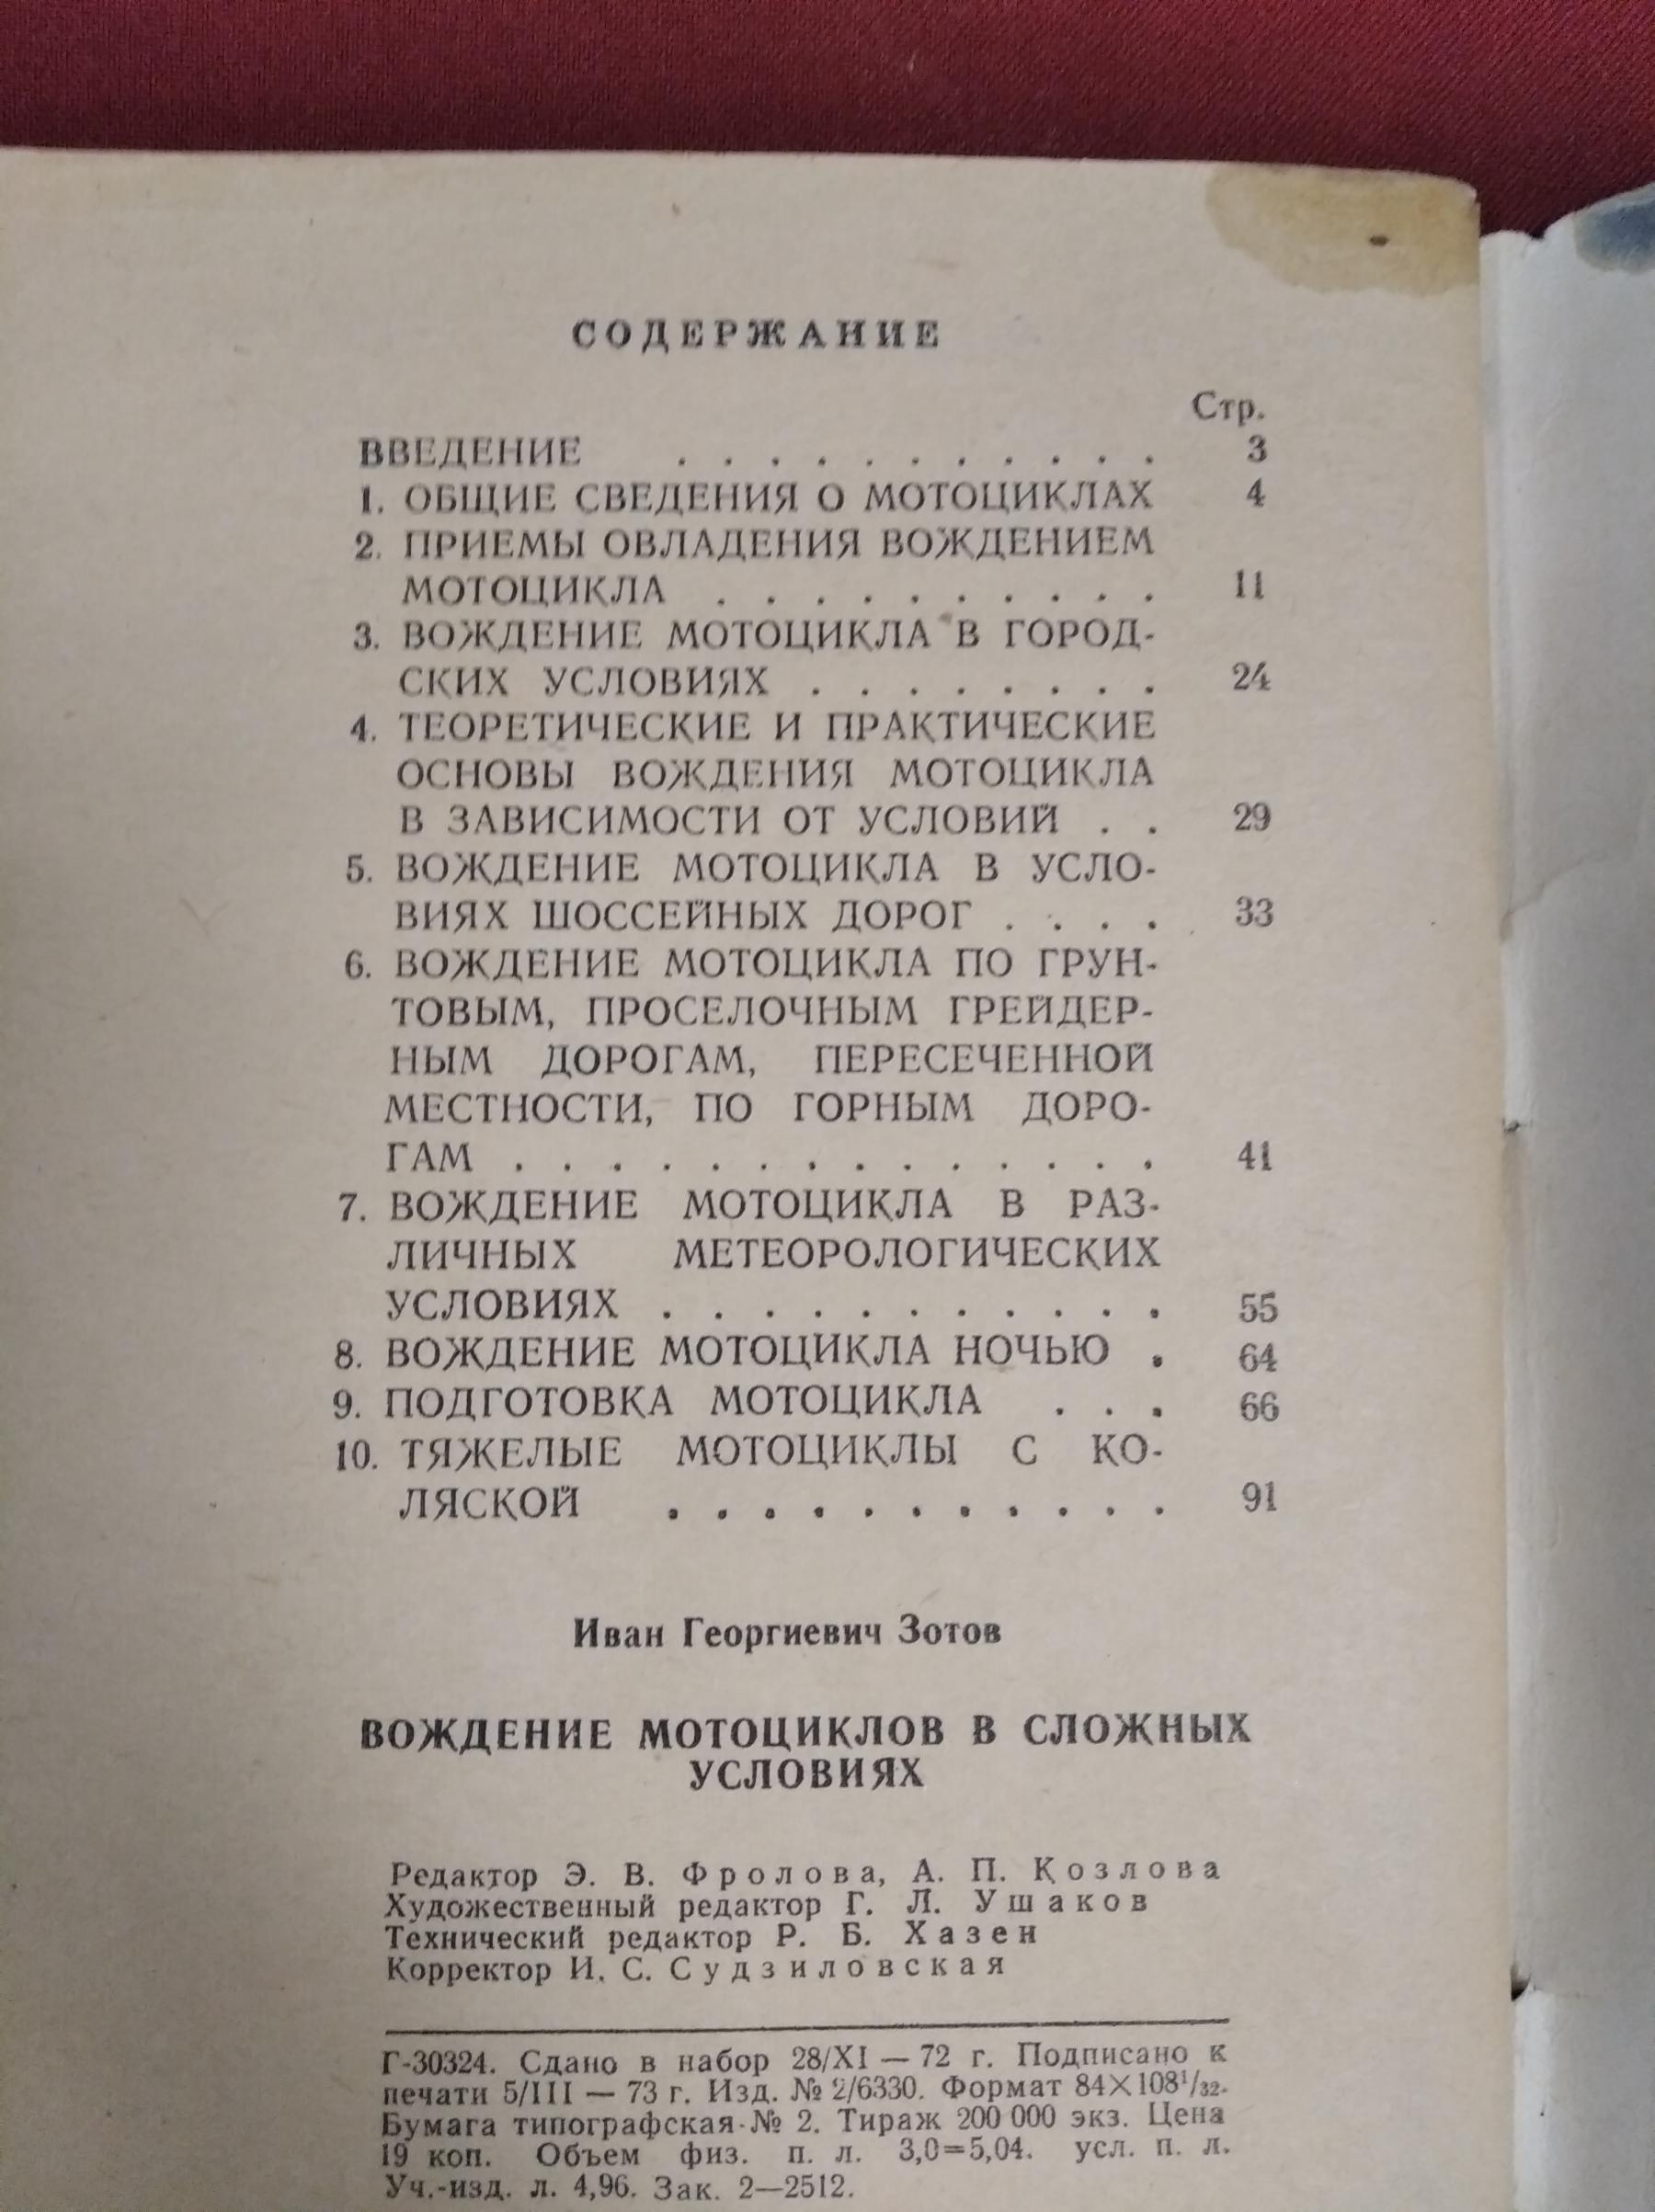 СОДЕРЖАНИЕ
Стр.
ВВЕДЕНИЕ . . . . . . . . . . . 3
1. ОБЩИЕ СВЕДЕНИЯ О МОТОЦИКЛАХ 4
2. ПРИЕМЫ ОВЛАДЕНИЯ ВОЖДЕНИЕМ
МОТОЦИКЛА . . . . . . . . . . 11
3. ВОЖДЕНИЕ МОТОЦИКЛА В ГОРОД-
СКИХ УСЛОВИЯХ . . . . . . . . 24
4. ТЕОРЕТИЧЕСКИЕ И ПРАКТИЧЕСКИЕ
ОСНОВЫ ВОЖДЕНИЯ МОТОЦИКЛА
В ЗАВИСИМОСТИ ОТ УСЛОВИЙ . . 29
5. ВОЖДЕНИЕ МОТОЦИКЛА В УСЛО-
ВИЯХ ШОССЕЙНЫХ ДОРОГ . . . . 33
6. ВОЖДЕНИЕ МОТОЦИКЛА ПО ГРУН-
ТОВЫМ, ПРОСЕЛОЧНЫМ ГРЕЙДЕР-
НЫМ ДОРОГАМ, ПЕРЕСЕЧЕННОЙ
МЕСТНОСТИ, ПО ГОРНЫМ ДОРО-
ГАМ . . . . . . . . . . . . . . 41
7. ВОЖДЕНИЕ МОТОЦИКЛА В РАЗ-
ЛИЧНЫХ МЕТЕОРОЛОГИЧЕСКИХ
УСЛОВИЯХ . . . . . . . . . . . 55
8. ВОЖДЕНИЕ МОТОЦИКЛА НОЧЬЮ . 64
9. ПОДГОТОВКА МОТОЦИКЛА . . . 66
10. ТЯЖЕЛЫЕ МОТОЦИКЛЫ С КО-
ЛЯСКОЙ . . . . . . . . . . . 91
Иван Георгиевич Зотов
ВОЖДЕНИЕ МОТОЦИКЛОВ В СЛОЖНЫХ
УСЛОВИЯХ
Редактор Э. В. Фролова, А. П. Козлова
Художественный редактор Г. Л. Ушаков
Технический редактор Р. Б. Хазен
Корректор И. С. Судзиловская
Г-30324. Сдано в набор 28/XI — 72 г. Подписано к
печати 5/III — 73 г. Изд. № 2/6330. Формат 84×108¹/₃₂.
Бумага типографская № 2. Тираж 200 000 экз. Цена
19 коп. Объем физ. п. л. 3,0=5,04. усл. п. л.
Уч.-изд. л. 4,96. Зак. 2—2512.